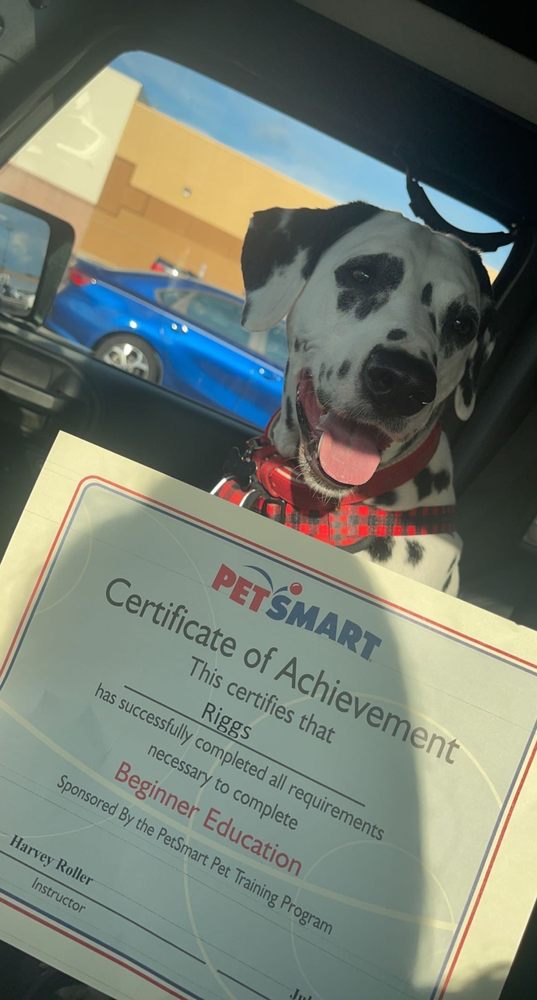 PETSMART
Certificate of Achievement
This certifies that
Riggs
has successfully completed all requirements
necessary to complete
Beginner Education
Sponsored By the PetSmart Pet Training Program
Harvey Roller
Instructor